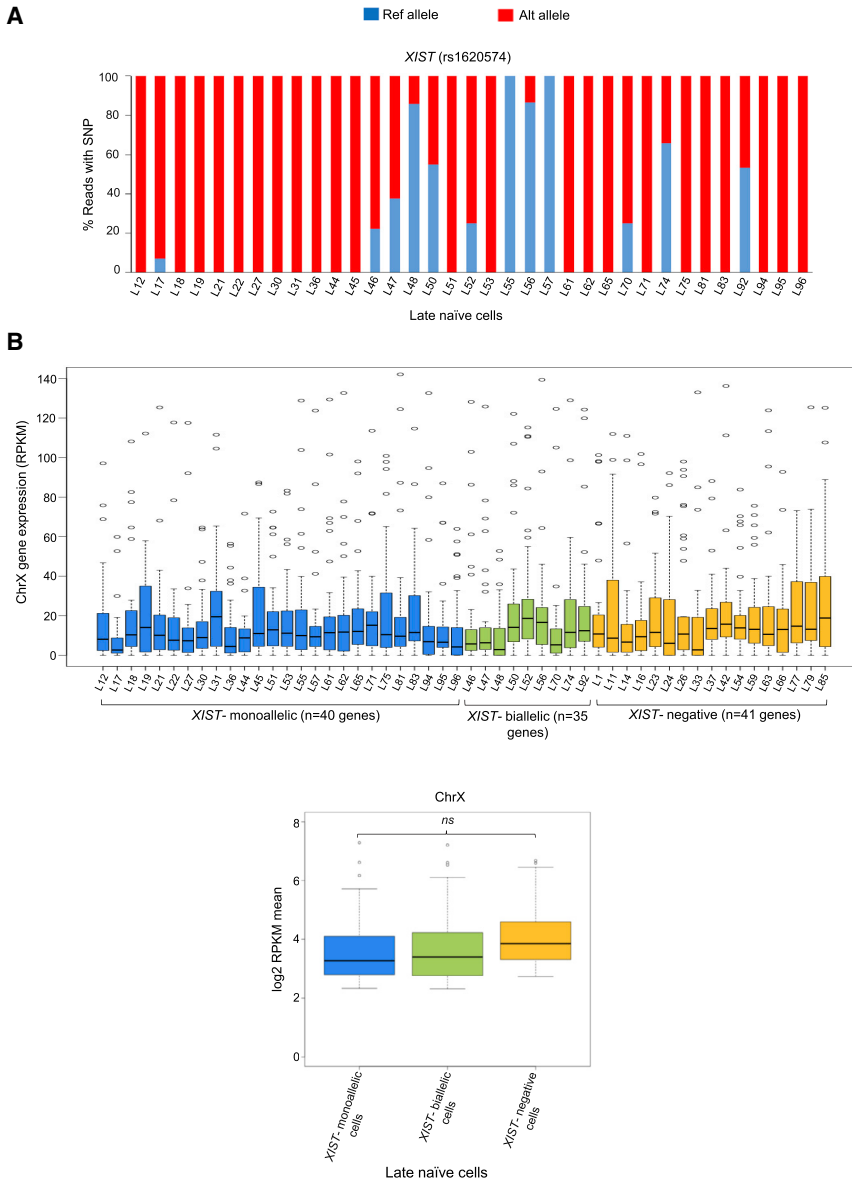 A
Ref allele Alt allele
XIST (rs1620574)
% Reads with SNP
100
80
60
40
20
0
L12 L17 L18 L19 L21 L22 L27 L30 L31 L36 L44 L45 L46 L47 L48 L50 L51 L52 L53 L55 L56 L57 L61 L62 L65 L70 L71 L74 L75 L81 L83 L92 L94 L95 L96
Late naïve cells
B
ChrX gene expression (RPKM)
140
120
100
80
60
40
20
0
L12 L17 L18 L19 L21 L22 L27 L30 L31 L36 L44 L45 L51 L53 L55 L57 L61 L62 L65 L71 L75 L81 L83 L94 L95 L96 L46 L47 L48 L50 L52 L56 L70 L74 L92 L1 L11 L14 L16 L23 L24 L26 L33 L37 L42 L54 L59 L63 L66 L77 L79 L85
XIST- monoallelic (n=40 genes)
XIST- biallelic (n=35
genes)
XIST- negative (n=41 genes)
ChrX
ns
log2 RPKM mean
8
6
4
2
0
XIST- monoallelic
cells
XIST- biallelic
cells
XIST- negative
cells
Late naïve cells